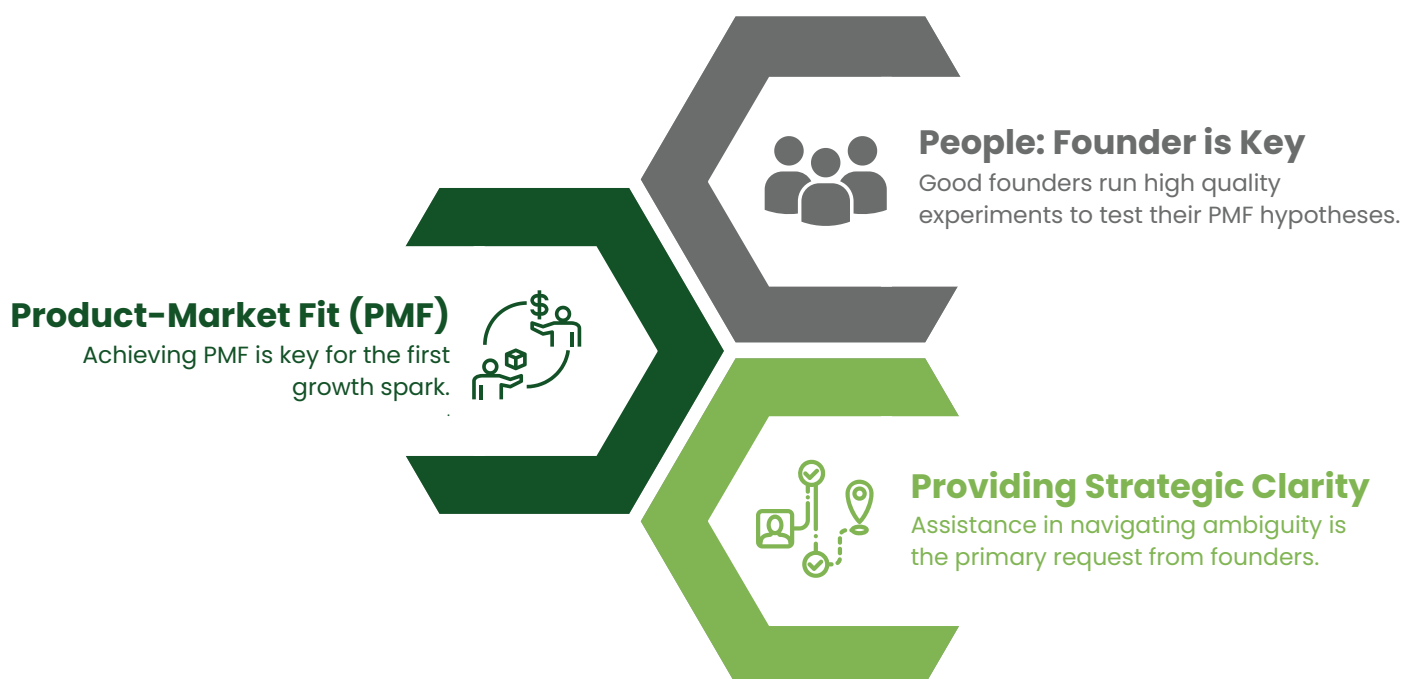 People: Founder is Key
Good founders run high quality
experiments to test their PMF hypotheses.
Product-Market Fit (PMF)
Achieving PMF is key for the first
growth spark.
.
Providing Strategic Clarity
Assistance in navigating ambiguity is
the primary request from founders.